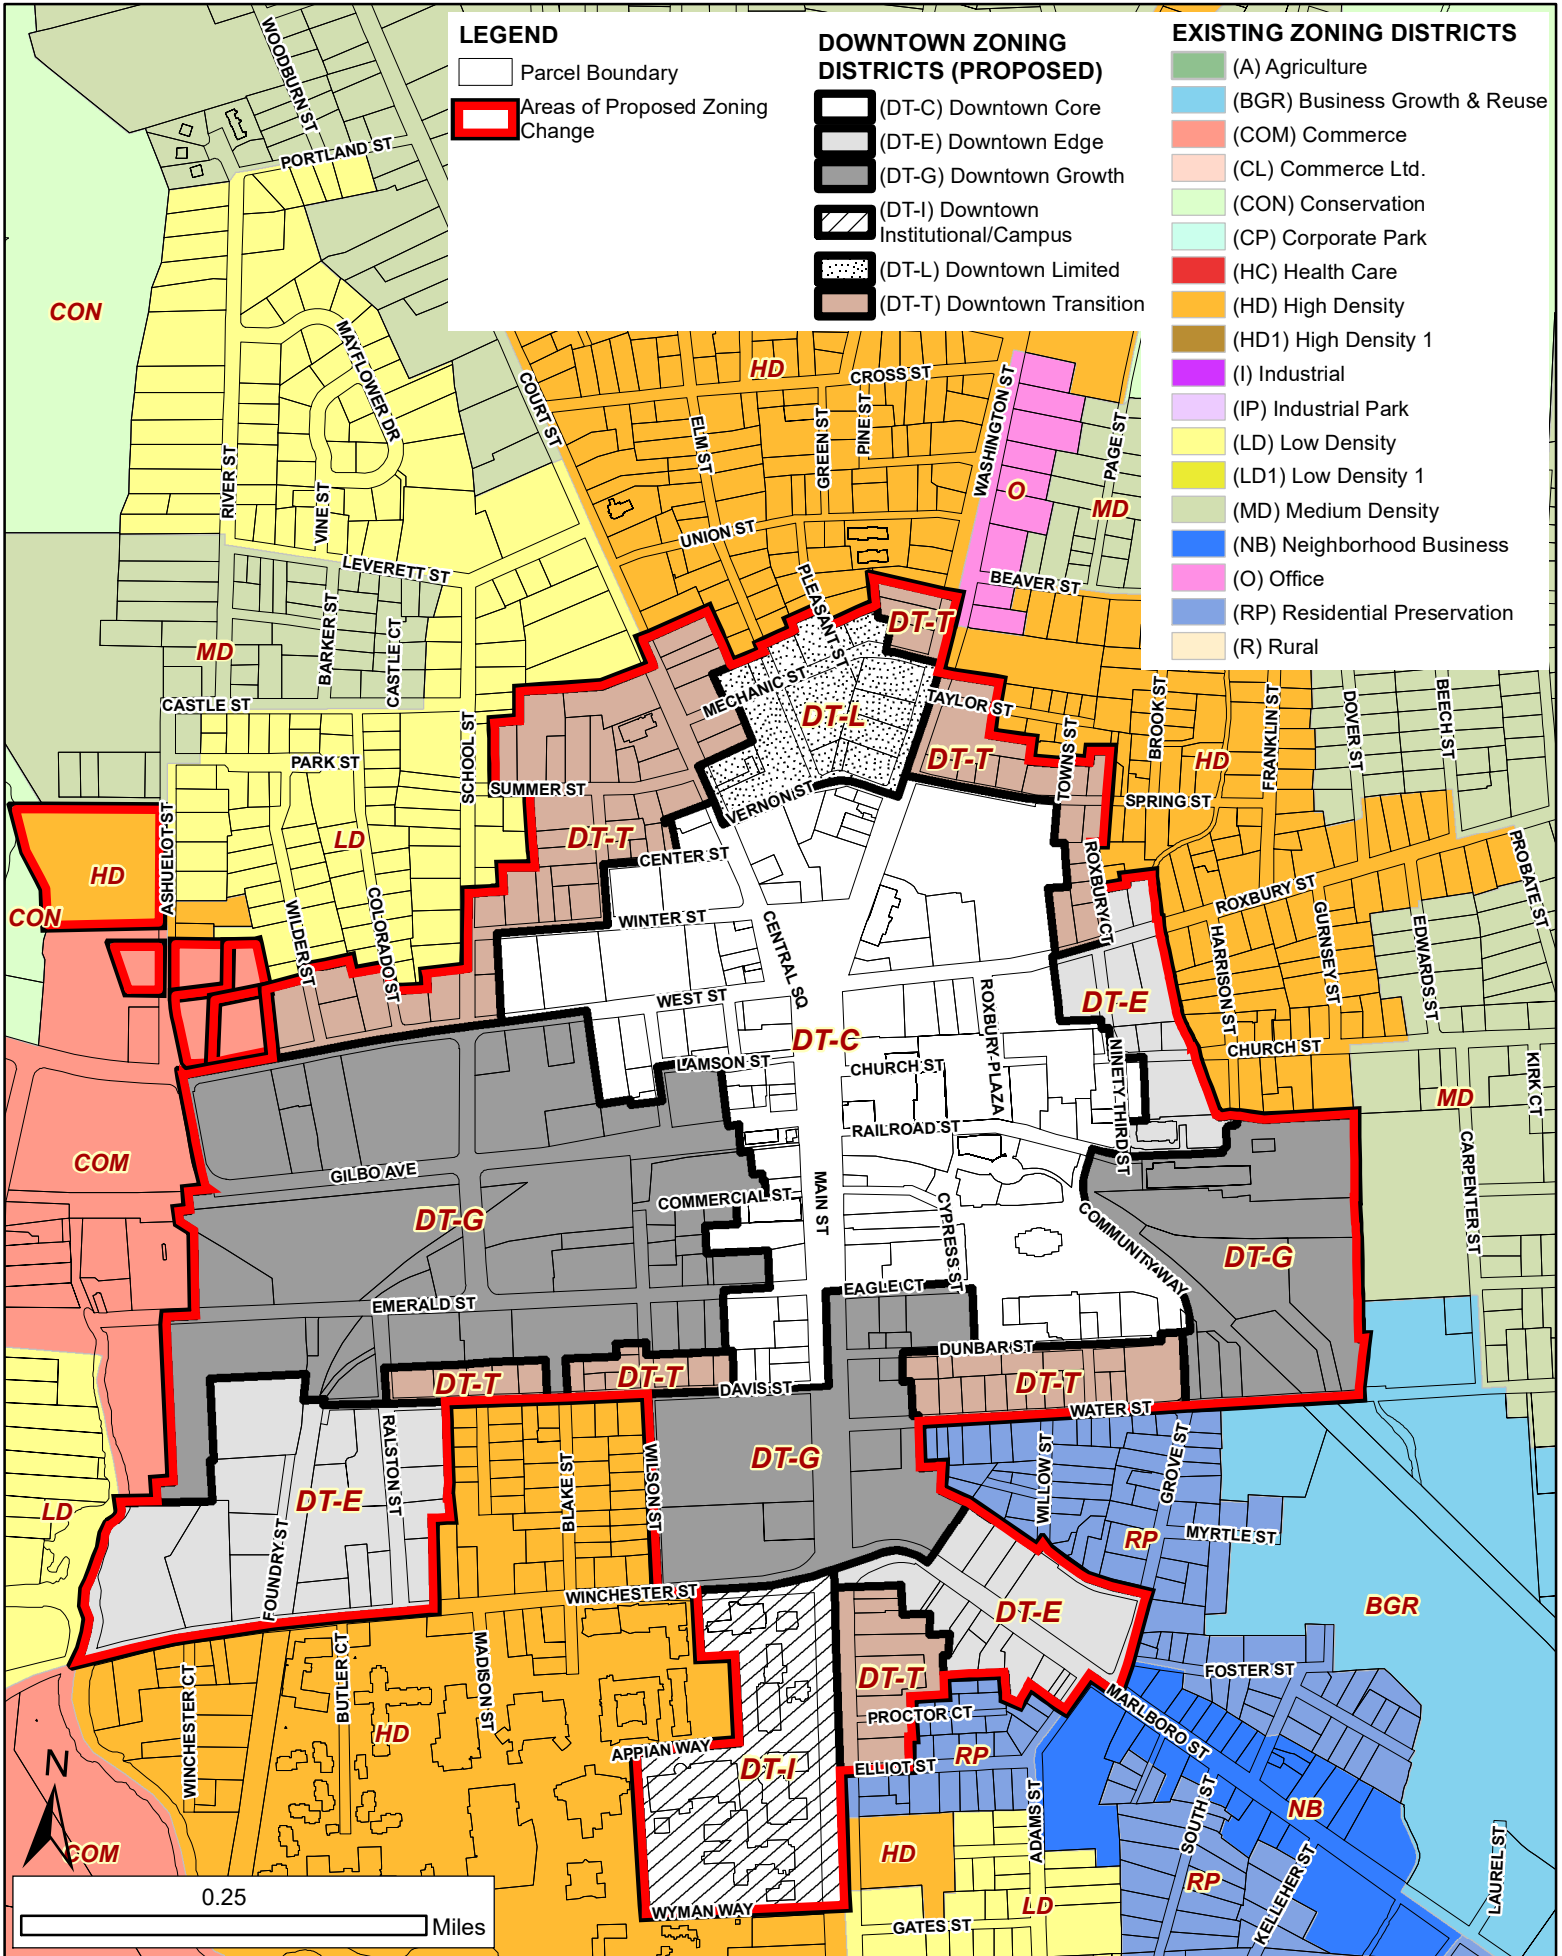 LEGEND
Parcel Boundary
Areas of Proposed Zoning
Change
DOWNTOWN ZONING
DISTRICTS (PROPOSED)
(DT-C) Downtown Core
(DT-E) Downtown Edge
(DT-G) Downtown Growth
(DT-I) Downtown
Institutional/Campus
(DT-L) Downtown Limited
(DT-T) Downtown Transition
EXISTING ZONING DISTRICTS
(A) Agriculture
(BGR) Business Growth & Reuse
(COM) Commerce
(CL) Commerce Ltd.
(CON) Conservation
(CP) Corporate Park
(HC) Health Care
(HD) High Density
(HD1) High Density 1
(I) Industrial
(IP) Industrial Park
(LD) Low Density
(LD1) Low Density 1
(MD) Medium Density
(NB) Neighborhood Business
(O) Office
(RP) Residential Preservation
(R) Rural
WOODBURN ST
PORTLAND ST
CON
MAYFLOWER DR
COURT ST
HD
CROSS ST
ELM ST
GREEN ST
PINE ST
WASHINGTON ST
PAGE ST
O
MD
RIVER ST
VINE ST
UNION ST
LEVERETT ST
PLEASANT ST
BEAVER ST
BARKER ST
CASTLE CT
MD
DT-T
MECHANIC ST
DT-L
TAYLOR ST
CASTLE ST
SCHOOL ST
BROOK ST
FRANKLIN ST
DOVER ST
BEECH ST
PARK ST
SUMMER ST
DT-T
TOWNS ST
HD
VERNON ST
SPRING ST
ASHUELOT ST
LD
DT-T
CENTER ST
HD
CON
WILDER ST
COLORADO ST
WINTER ST
CENTRAL SQ
ROXBURY CT
ROXBURY ST
GURNSEY ST
HARRISON ST
EDWARDS ST
PROBATE ST
WEST ST
DT-E
DT-C
ROXBURY PLAZA
LAMSON ST
CHURCH ST
NINETY THIRD ST
CHURCH ST
KIRK CT
MD
RAILROAD ST
CARPENTER ST
COM
GILBO AVE
DT-G
COMMERCIAL ST
MAIN ST
CYPRESS ST
COMMUNITY WAY
DT-G
EMERALD ST
EAGLE CT
DUNBAR ST
DT-T
DT-T
DAVIS ST
DT-T
WATER ST
RALSTON ST
BLAKE ST
WILSON ST
DT-G
WILLOW ST
GROVE ST
DT-E
LD
FOUNDRY ST
RP
MYRTLE ST
WINCHESTER ST
DT-E
BGR
WINCHESTER CT
BUTLER CT
MADISON ST
HD
DT-T
PROCTOR CT
FOSTER ST
MARLBORO ST
APPIAN WAY
DT-I
ELLIOT ST
RP
ADAMS ST
SOUTH ST
NB
N
COM
HD
RP
KELLEHER ST
LAUREL ST
LD
WYMAN WAY
GATES ST
0.25
Miles